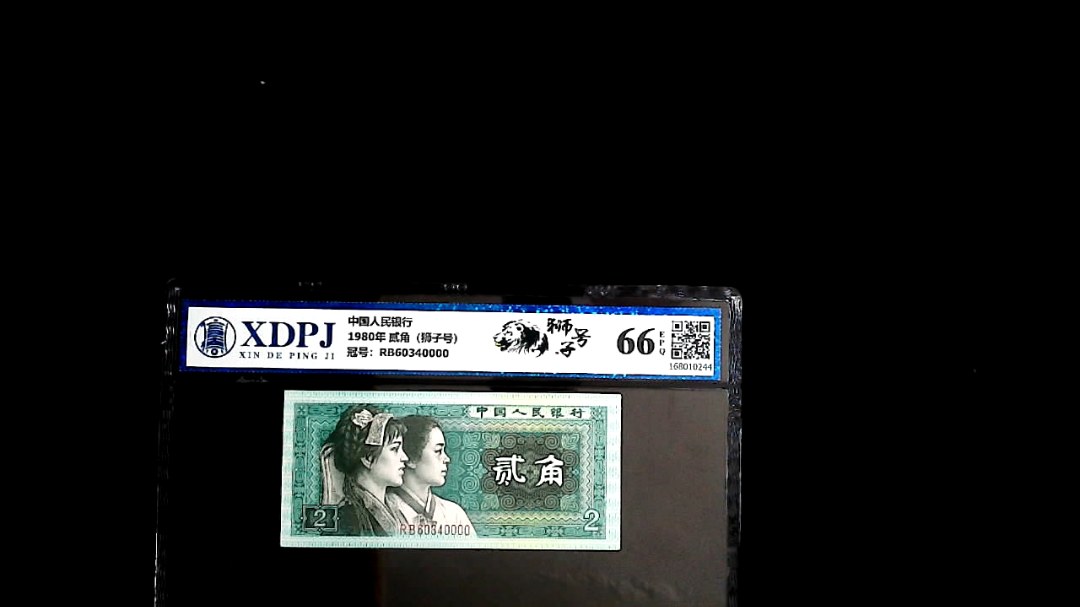 XDPJ
XIN DE PING JI
中国人民银行
1980年 贰角（狮子号）
冠号：RB60340000
狮子号
66
EPQ
168010244
中国人民银行
贰角
2
RB60340000
2